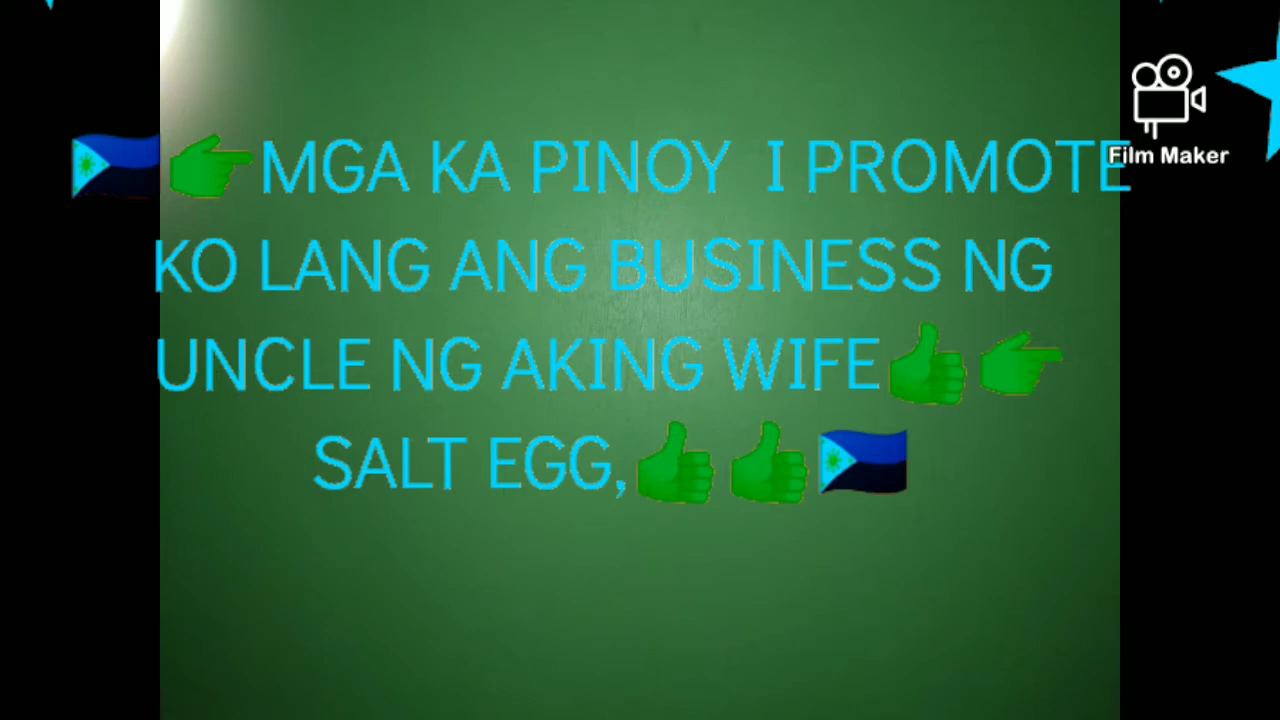 🇵🇭👉MGA KA PINOY I PROMOTE
KO LANG ANG BUSINESS NG
UNCLE NG AKING WIFE👍👉
SALT EGG,👍👍🇵🇭
Film Maker